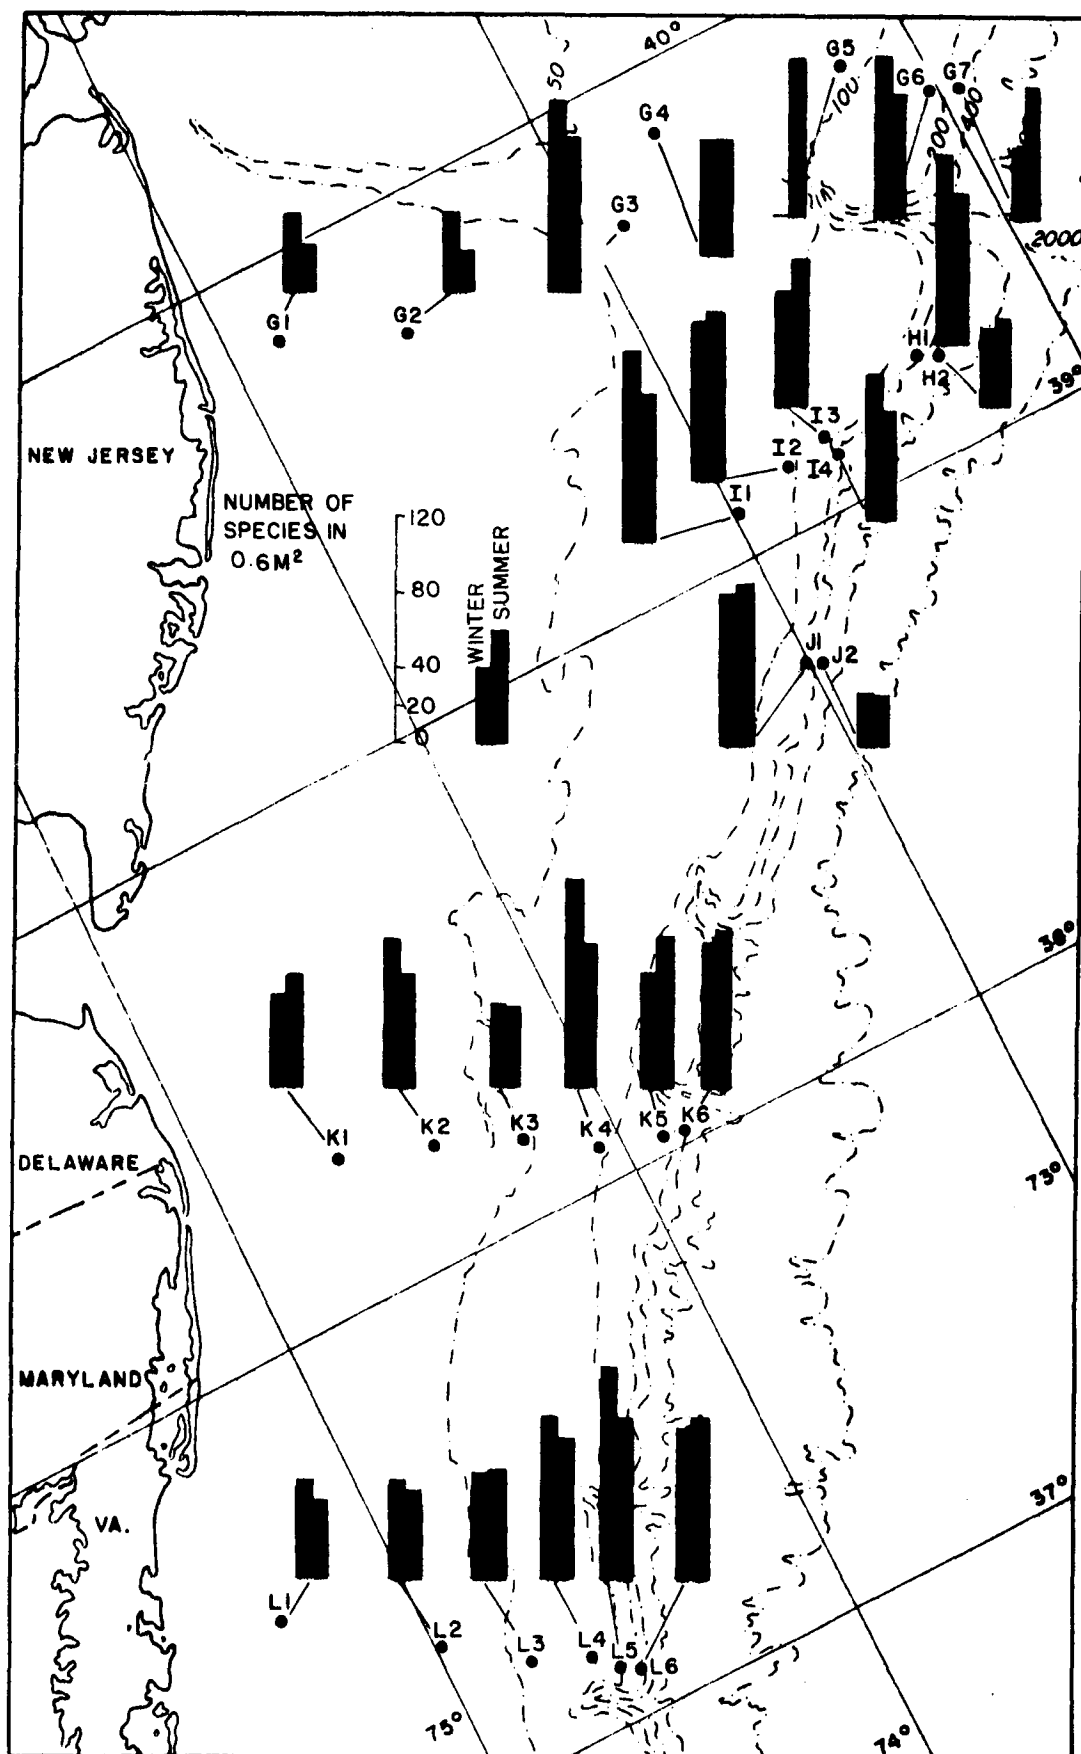 40°
50
G5
100
G6
G7
200
400
G4
G3
2000
G1
G2
H1
H2
39°
NEW JERSEY
I3
I2
I4
I1
NUMBER OF
SPECIES IN
0.6M²
120
80
40
20
0
WINTER
SUMMER
J1
J2
38°
K1
K2
K3
K4
K5
K6
DELAWARE
73°
MARYLAND
37°
VA.
L1
L2
L3
L4
L5
L6
75°
74°